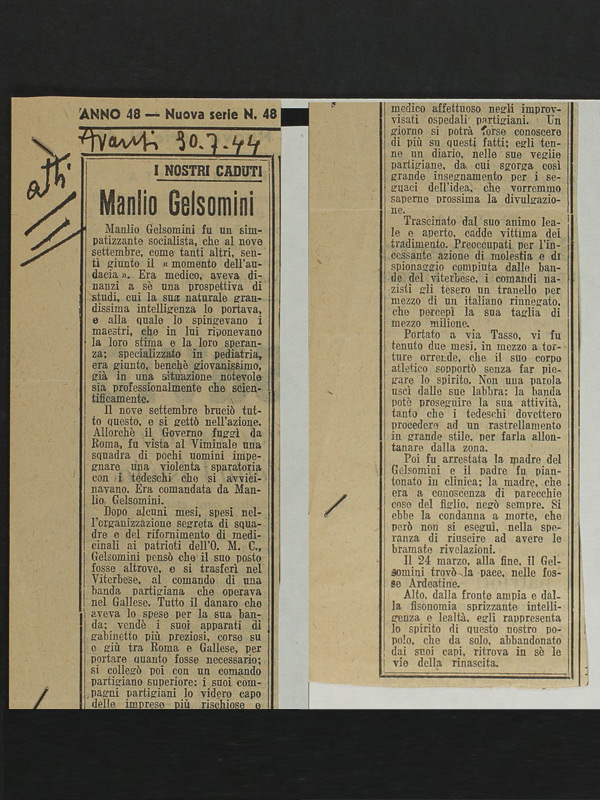 ANNO 48 — Nuova serie N. 48
Avanti 30.7.44
I NOSTRI CADUTI
Manlio Gelsomini
Manlio Gelsomini fu un sim-
patizzante socialista, che al nove
settembre, come tanti altri, sen-
tì giunto il « momento dell'au-
dacia ». Era medico, aveva di-
nanzi a sè una prospettiva di
studi, cui la sua naturale gran-
dissima intelligenza lo portava,
e alla quale lo spingevano i
maestri, che in lui riponevano
la loro stima e la loro speran-
za; specializzato in pediatria,
era giunto, benchè giovanissimo,
già in una situazione notevole
sia professionalmente che scien-
tificamente.
Il nove settembre bruciò tut-
to questo, e si gettò nell'azione.
Allorchè il Governo fuggì da
Roma, fu vista al Viminale una
squadra di pochi uomini impe-
gnare una violenta sparatoria
con i tedeschi che si avvici-
navano. Era comandata da Man-
lio Gelsomini.
Dopo alcuni mesi, spesi nel-
l'organizzazione segreta di squa-
dre e del rifornimento di medi-
cinali ai patrioti dell'O. M. C.,
Gelsomini pensò che il suo posto
fosse altrove, e si trasferì nel
Viterbese, al comando di una
banda partigiana che operava
nel Gallese. Tutto il danaro che
aveva lo spese per la sua ban-
da; vendè i suoi apparati di
gabinetto più preziosi, corse su
e giù tra Roma e Gallese, per
portare quanto fosse necessario;
si collegò poi con un comando
partigiano superiore: i suoi com-
pagni partigiani lo videro capo
delle imprese più rischiose e
medico affettuoso negli improv-
visati ospedali partigiani. Un
giorno si potrà forse conoscere
di più su questi fatti; egli ten-
ne un diario, nelle sue veglie
partigiane, da cui sgorga così
grande insegnamento per i se-
guaci dell'idea, che vorremmo
saperne prossima la divulgazio-
ne.
Trascinato dal suo animo lea-
le e aperto, cadde vittima del
tradimento. Preoccupati per l'in-
cessante azione di molestia e di
spionaggio compiuta dalle ban-
de del viterbese, i comandi na-
zisti gli tesero un tranello per
mezzo di un italiano rinnegato,
che percepì la sua taglia di
mezzo milione.
Portato a via Tasso, vi fu
tenuto due mesi, in mezzo a tor-
ture orrende, che il suo corpo
atletico sopportò senza far pie-
gare lo spirito. Non una parola
uscì dalle sue labbra: la banda
potè proseguire la sua attività,
tanto che i tedeschi dovettero
procedere ad un rastrellamento
in grande stile, per farla allon-
tanare dalla zona.
Poi fu arrestata la madre del
Gelsomini e il padre fu pian-
tonato in clinica; la madre, che
era a conoscenza di parecchie
cose del figlio, negò sempre. Si
ebbe la condanna a morte, che
però non si eseguì, nella spe-
ranza di riuscire ad avere le
bramate rivelazioni.
Il 24 marzo, alla fine, il Gel-
somini trovò la pace, nelle fos-
se Ardeatine.
Alto, dalla fronte ampia e dal-
la fisonomia sprizzante intelli-
genza e lealtà, egli rappresenta
lo spirito di questo nostro po-
polo, che da solo, abbandonato
dai suoi capi, ritrova in sè le
vie della rinascita.